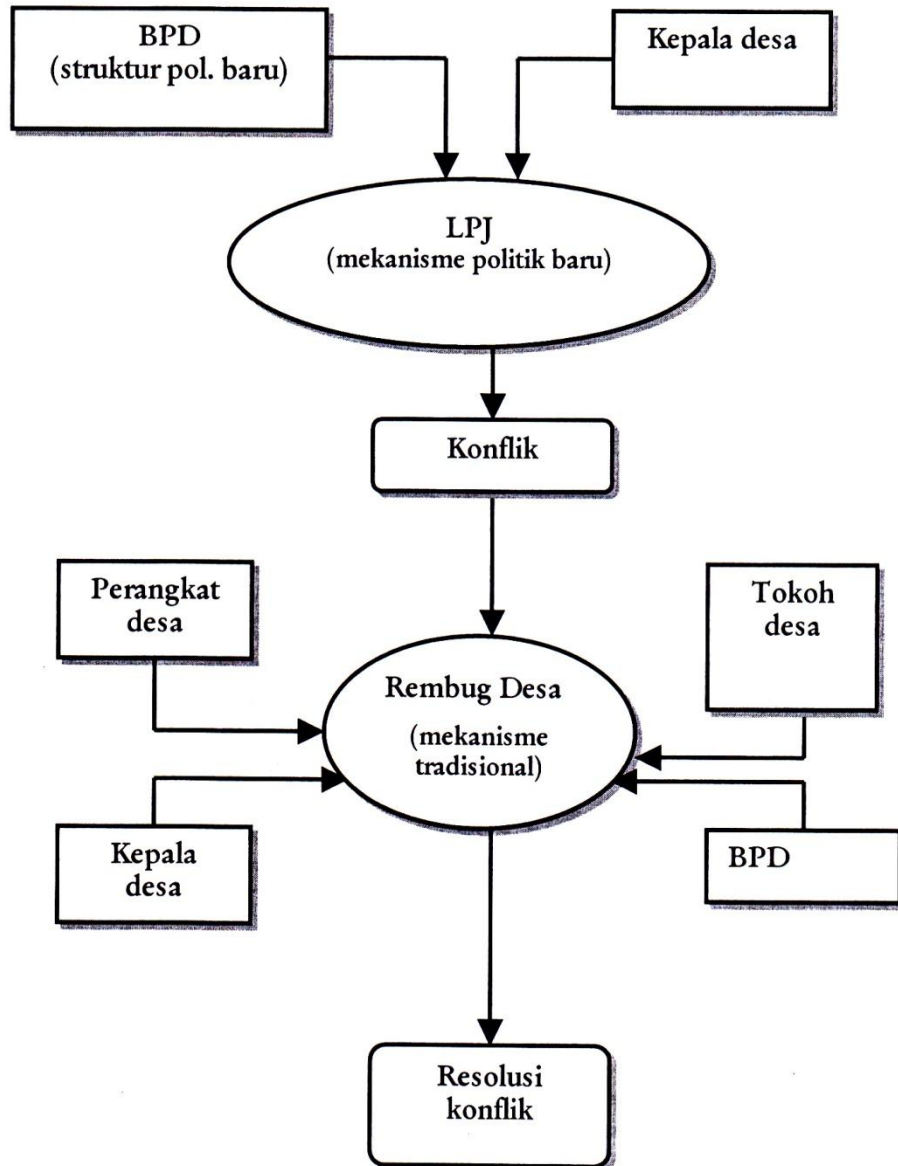 BPD
(struktur pol. baru)
Kepala desa
LPJ
(mekanisme politik baru)
Konflik
Perangkat
desa
Tokoh
desa
Rembug Desa
(mekanisme
tradisional)
Kepala
desa
BPD
Resolusi
konflik